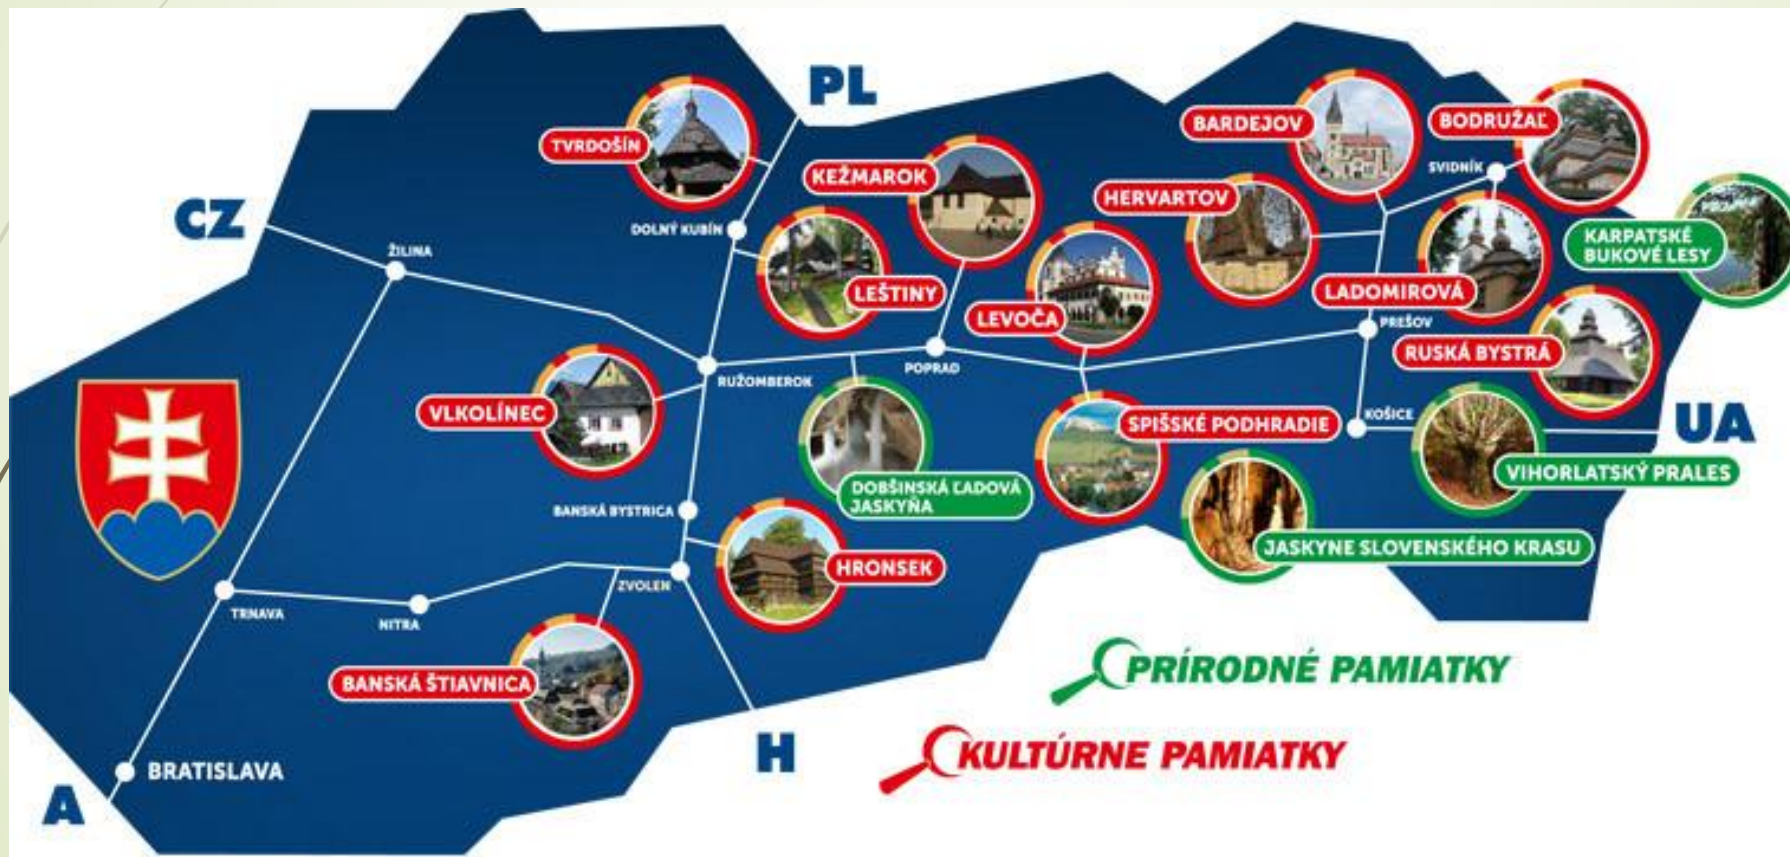 PL
BARDEJOV
BODRUŽAĽ
TVRDOŠÍN
SVIDNÍK
KEŽMAROK
HERVARTOV
CZ
DOLNÝ KUBÍN
KARPATSKÉ
BUKOVÉ LESY
ŽILINA
LEŠTINY
LADOMIROVÁ
LEVOČA
PREŠOV
RUSKÁ BYSTRÁ
POPRAD
RUŽOMBEROK
VLKOLÍNEC
SPIŠSKÉ PODHRADIE
KOŠICE
UA
VIHORLATSKÝ PRALES
DOBŠINSKÁ ĽADOVÁ
JASKYŇA
BANSKÁ BYSTRICA
JASKYNE SLOVENSKÉHO KRASU
HRONSEK
ZVOLEN
TRNAVA
NITRA
PRÍRODNÉ PAMIATKY
BANSKÁ ŠTIAVNICA
H
KULTÚRNE PAMIATKY
BRATISLAVA
A